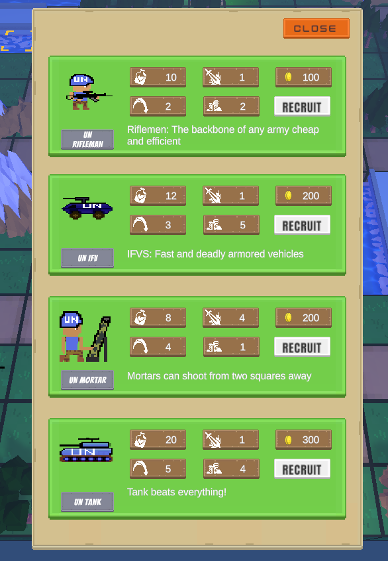 CLOSE
UN
10
1
100
2
2
RECRUIT
UN
RIFLEMAN
Riflemen: The backbone of any army cheap
and efficient
UN
12
1
200
3
5
RECRUIT
UN IFV
IFVS: Fast and deadly armored vehicles
UN
8
4
200
4
1
RECRUIT
UN MORTAR
Mortars can shoot from two squares away
UN
20
1
300
5
4
RECRUIT
UN TANK
Tank beats everything!